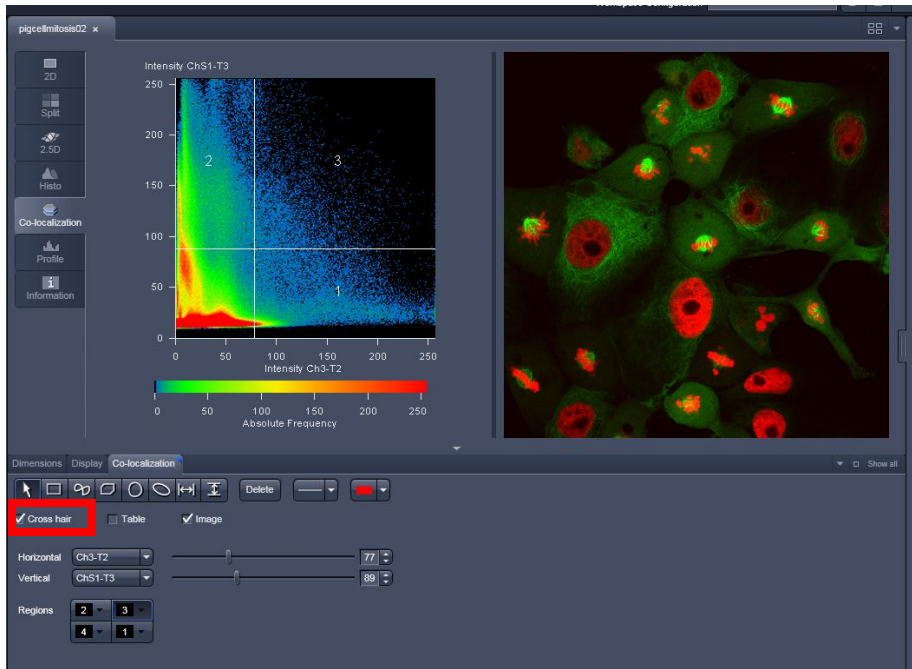 Workspace Configuration
pigcellmitosis02 ×
2D
Split
2.5D
Histo
Co-localization
Profile
i
Information
Intensity ChS1-T3
250
200
150
100
50
0
2
3
1
0 50 100 150 200 250
Intensity Ch3-T2
0 50 100 150 200 250
Absolute Frequency
Dimensions Display Co-localization
Show all
Delete
Cross hair Table Image
Horizontal Ch3-T2 77
Vertical ChS1-T3 89
Regions 2 3
4 1